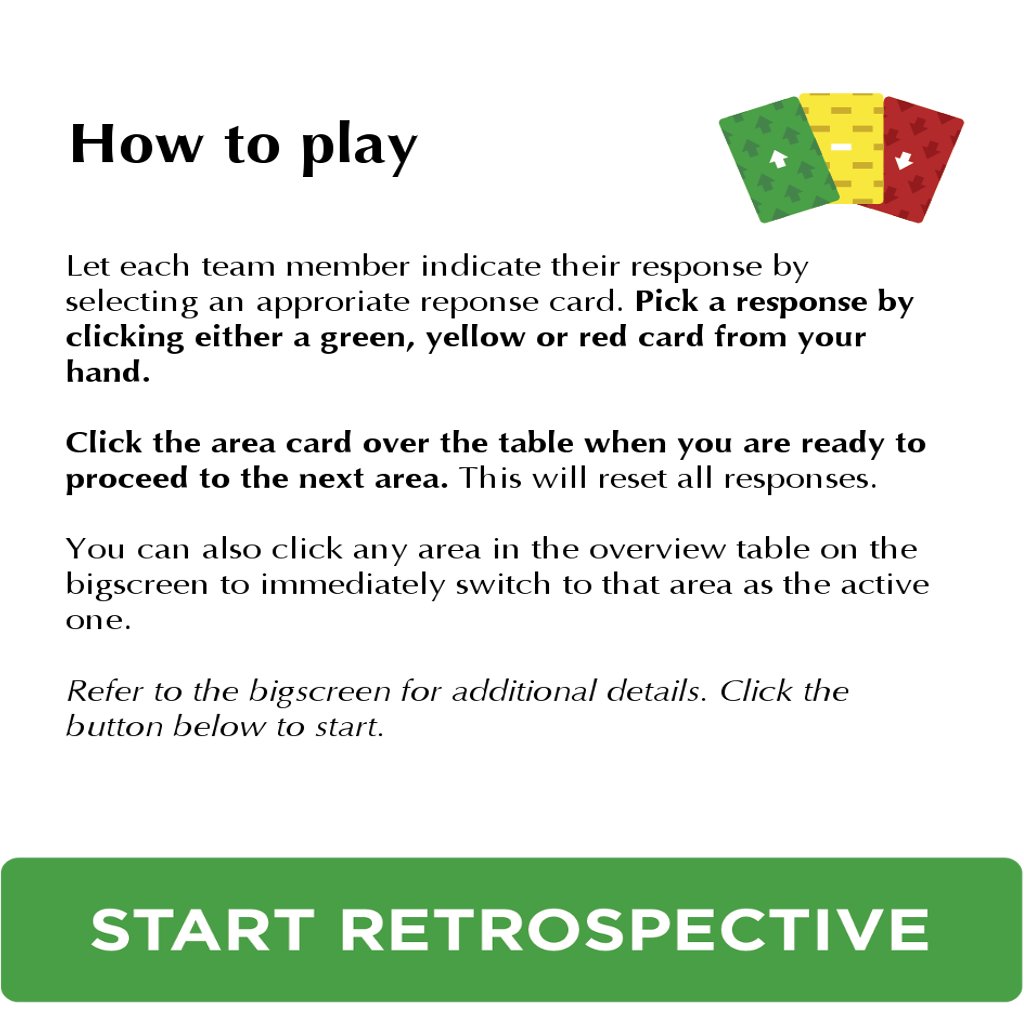 How to play
Let each team member indicate their response by
selecting an approriate reponse card. Pick a response by
clicking either a green, yellow or red card from your
hand.
Click the area card over the table when you are ready to
proceed to the next area. This will reset all responses.
You can also click any area in the overview table on the
bigscreen to immediately switch to that area as the active
one.
Refer to the bigscreen for additional details. Click the
button below to start.
START RETROSPECTIVE